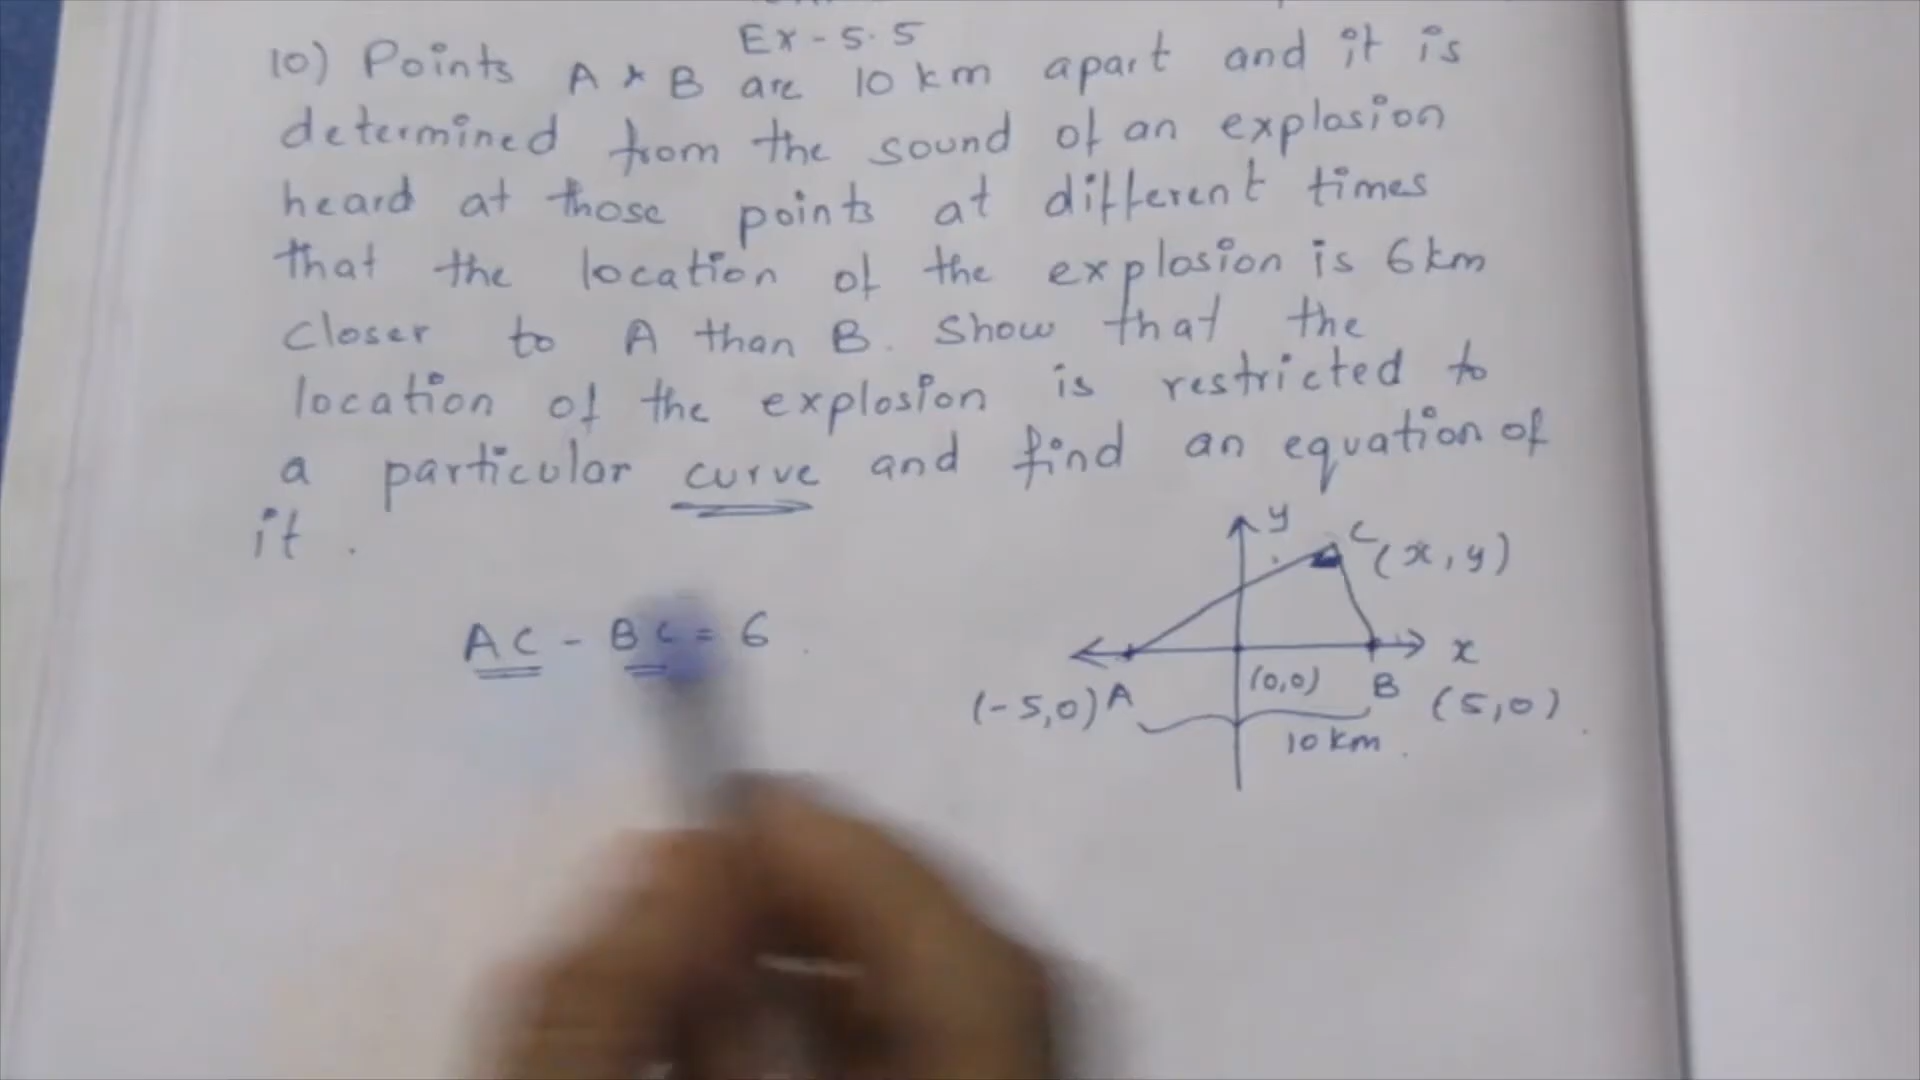 Ex - 5.5
10) Points A & B are 10 km apart and it is
determined from the sound of an explosion
heard at those points at different times
that the location of the explosion is 6 km
closer to A than B. Show that the
location of the explosion is restricted to
a particular curve and find an equation of
it.
y
C (x, y)
AC - BC = 6
x
(0,0)
(-5,0) A
B (5,0)
10 km